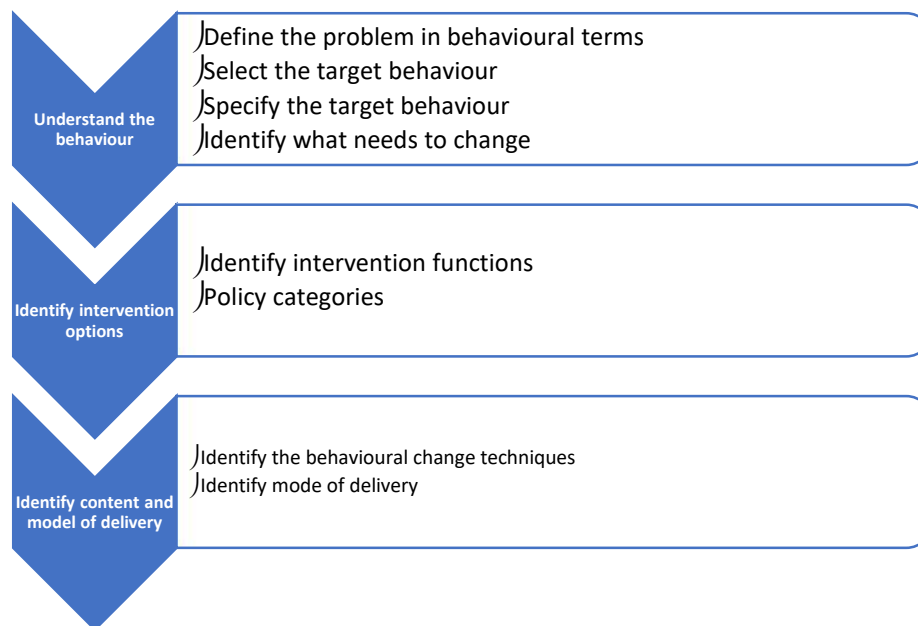 Understand the
behaviour
Define the problem in behavioural terms
Select the target behaviour
Specify the target behaviour
Identify what needs to change
Identify intervention
options
Identify intervention functions
Policy categories
Identify content and
model of delivery
Identify the behavioural change techniques
Identify mode of delivery